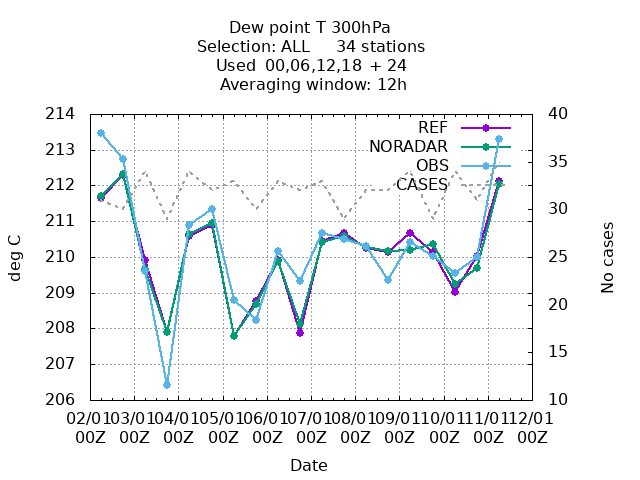 Dew point T 300hPa
Selection: ALL     34 stations
Used  00,06,12,18  + 24
Averaging window: 12h
214
213
212
211
210
209
208
207
206
deg C
40
35
30
25
20
15
10
No cases
REF
NORADAR
OBS
CASES
02/01 03/01 04/01 05/01 06/01 07/01 08/01 09/01 10/01 11/01 12/01
00Z 00Z 00Z 00Z 00Z 00Z 00Z 00Z 00Z 00Z 00Z
Date